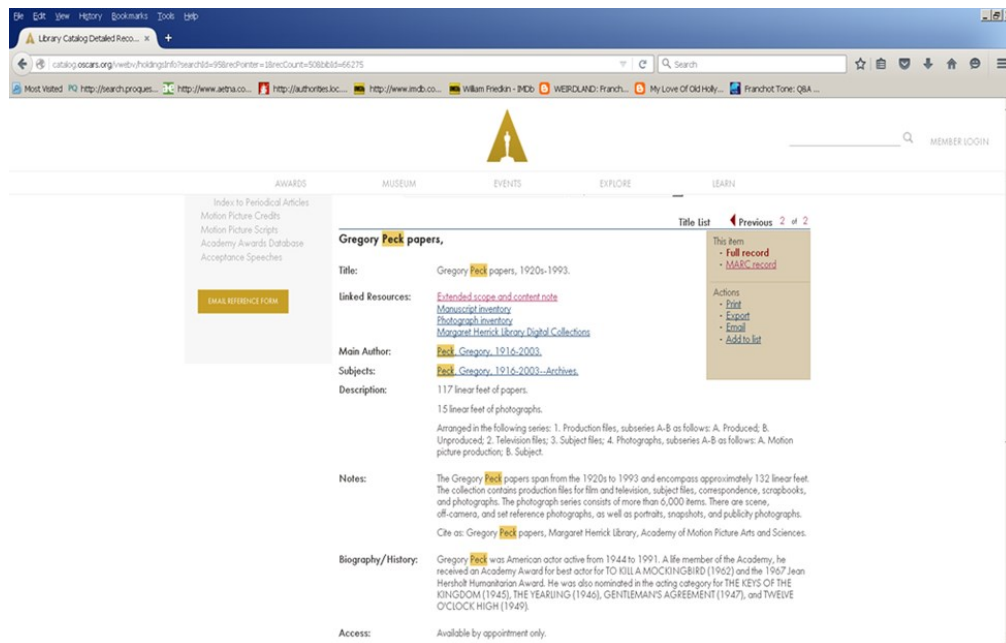 File Edit View History Bookmarks Tools Help
Library Catalog Detailed Reco... × +
catalog.oscars.org/vwebv/holdingsInfo?searchId=958&recPointer=1&recCount=50&bibId=66275 Search
Most Visited http://search.proques... http://www.aetna.co... http://authorities.loc.... http://www.imdb.co... William Friedkin - IMDb WEIRDLAND: Franch... My Love Of Old Holly... Franchot Tone: Q&A ...
MEMBER LOGIN
AWARDS MUSEUM EVENTS EXPLORE LEARN
Index to Periodical Articles
Motion Picture Credits
Motion Picture Scripts
Academy Awards Database
Acceptance Speeches
EMAIL REFERENCE FORM
Title List Previous 2 of 2
Gregory Peck papers,
Title: Gregory Peck papers, 1920s-1993.
Linked Resources: Extended scope and content note
Manuscript inventory
Photograph inventory
Margaret Herrick Library Digital Collections
Main Author: Peck, Gregory, 1916-2003.
Subjects: Peck, Gregory, 1916-2003--Archives.
Description: 117 linear feet of papers.
15 linear feet of photographs.
Arranged in the following series: 1. Production files, subseries A-B as follows: A. Produced; B.
Unproduced; 2. Television files; 3. Subject files; 4. Photographs, subseries A-B as follows: A. Motion
picture production; B. Subject.
Notes: The Gregory Peck papers span from the 1920s to 1993 and encompass approximately 132 linear feet.
The collection contains production files for film and television, subject files, correspondence, scrapbooks,
and photographs. The photograph series consists of more than 6,000 items. There are scene,
off-camera, and set reference photographs, as well as portraits, snapshots, and publicity photographs.
Cite as: Gregory Peck papers, Margaret Herrick Library, Academy of Motion Picture Arts and Sciences.
Biography/History: Gregory Peck was American actor active from 1944 to 1991. A life member of the Academy, he
received an Academy Award for best actor for TO KILL A MOCKINGBIRD (1962) and the 1967 Jean
Hersholt Humanitarian Award. He was also nominated in the acting category for THE KEYS OF THE
KINGDOM (1945), THE YEARLING (1946), GENTLEMAN'S AGREEMENT (1947), and TWELVE
O'CLOCK HIGH (1949).
Access: Available by appointment only.
This item
- Full record
- MARC record
Actions
- Print
- Export
- Email
- Add to list